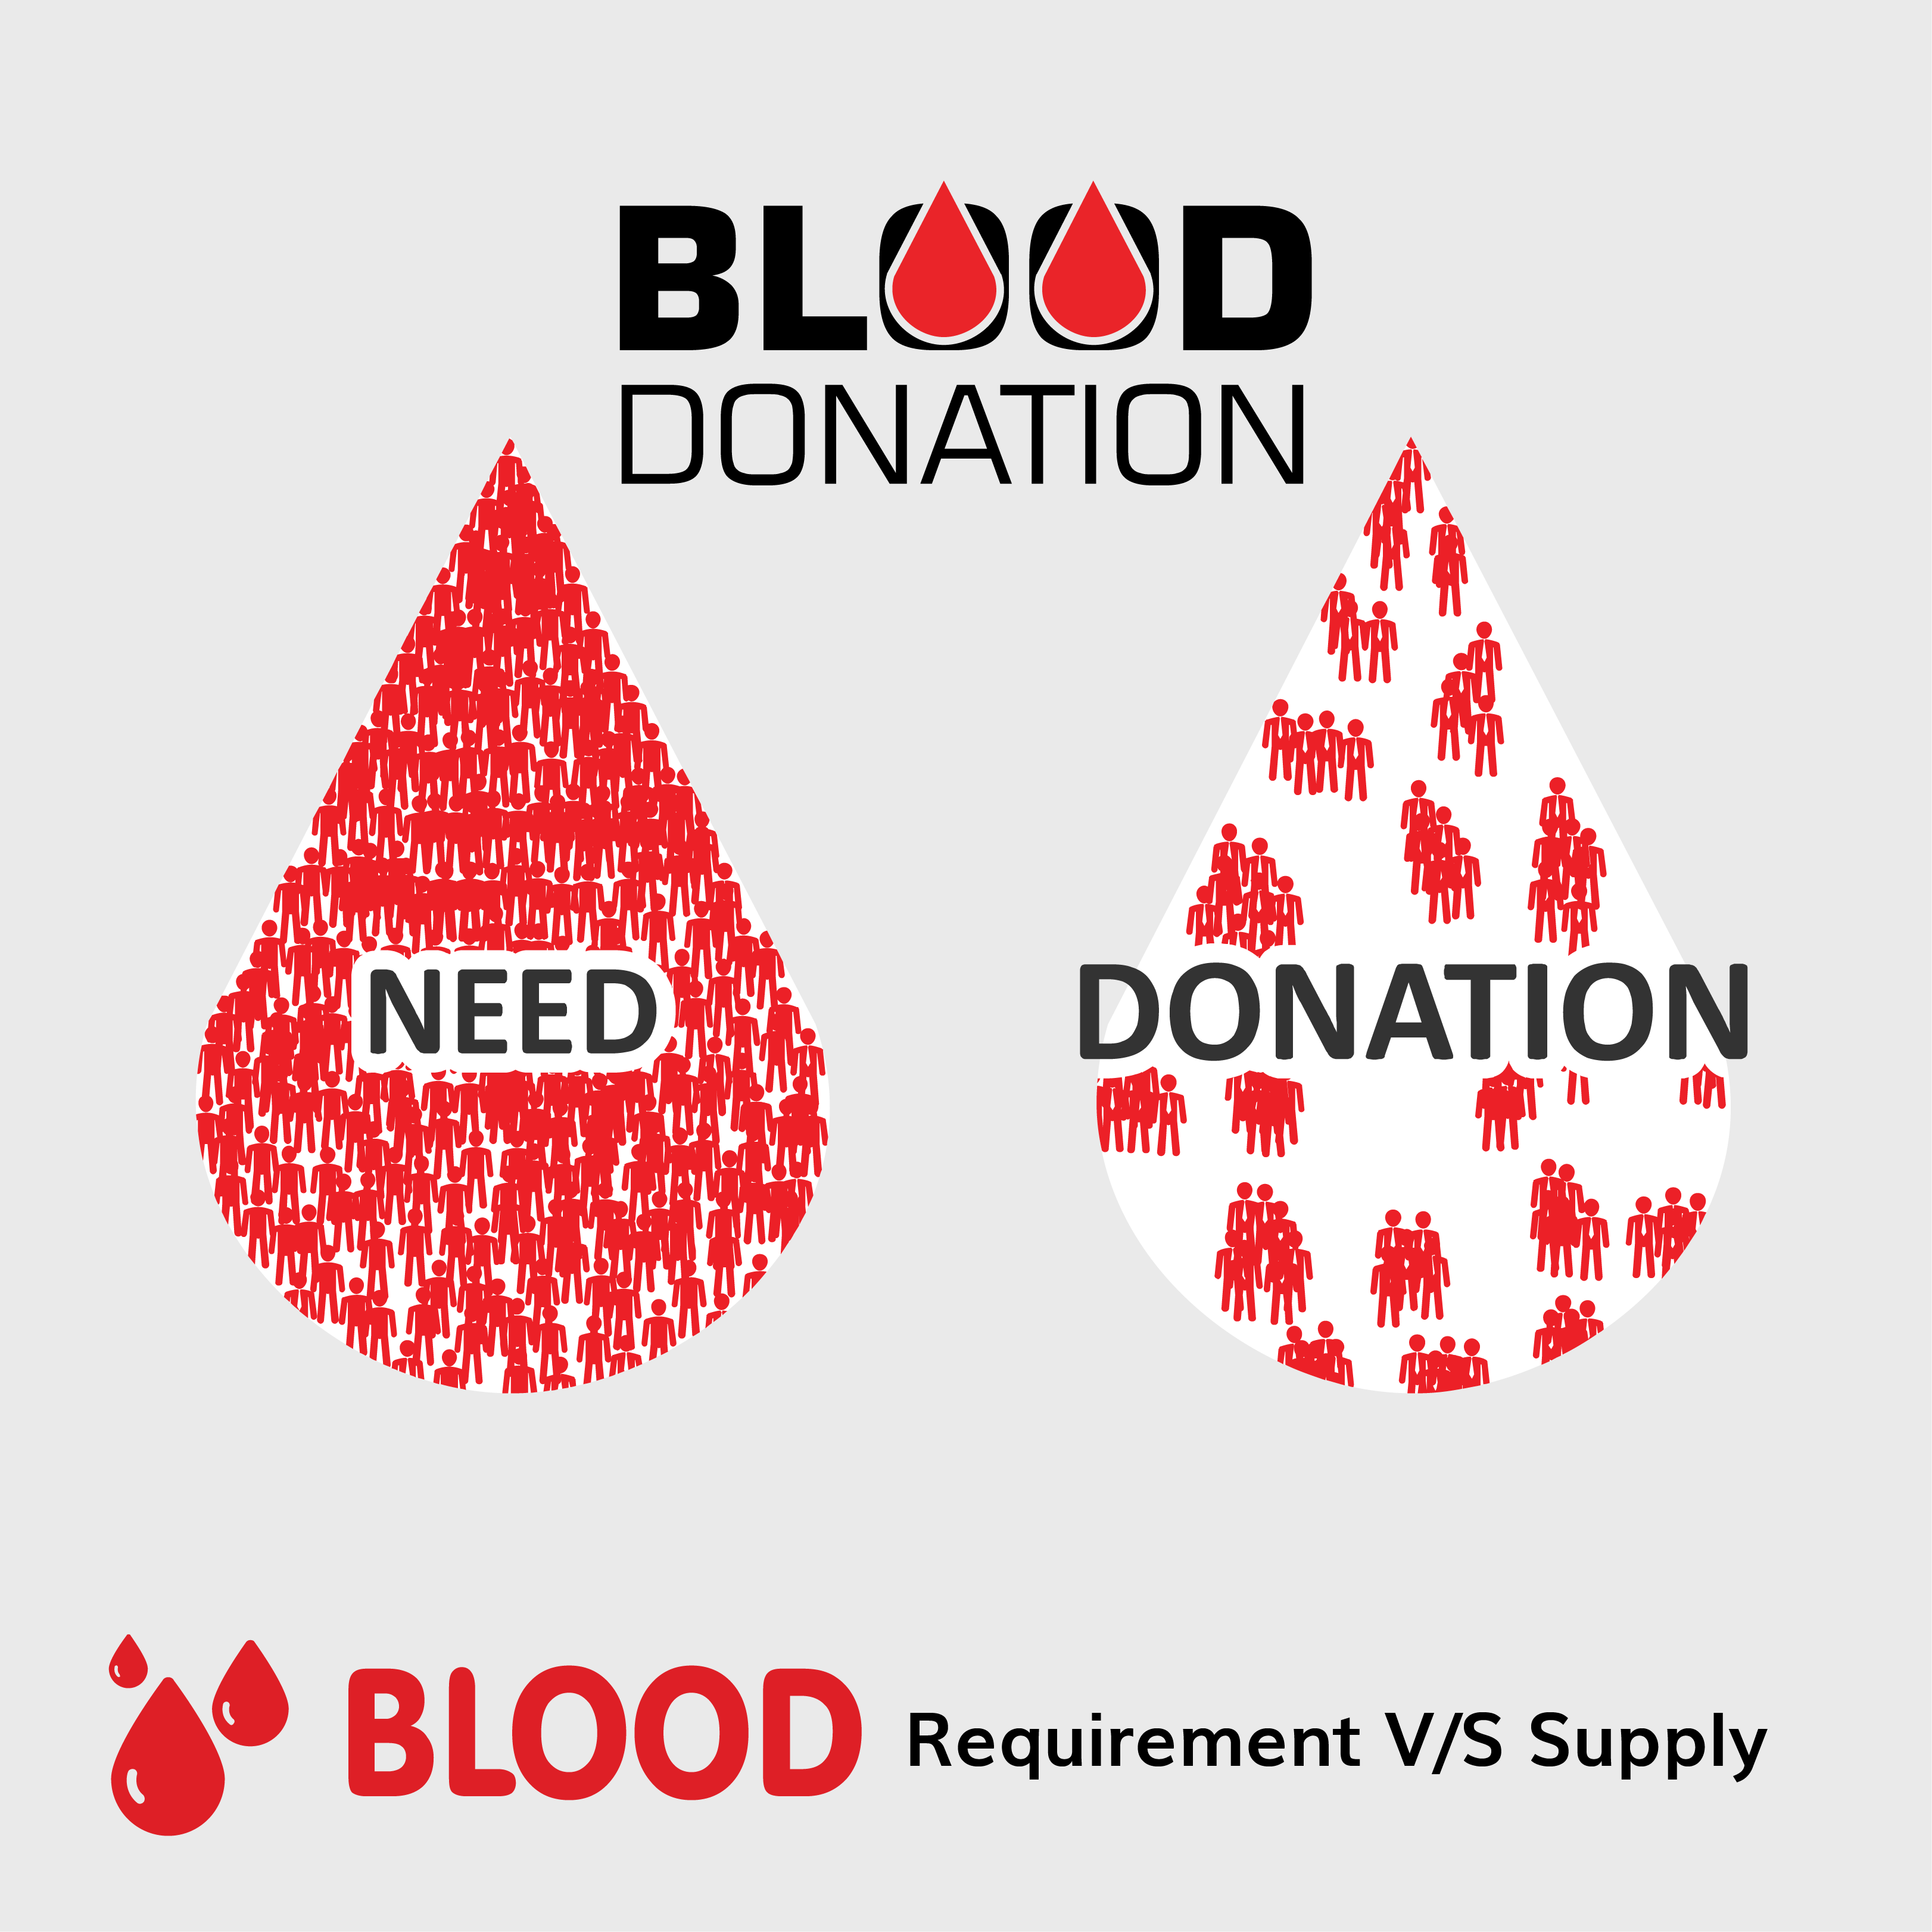 BLOOD
DONATION
NEED
DONATION
BLOOD Requirement V/S Supply